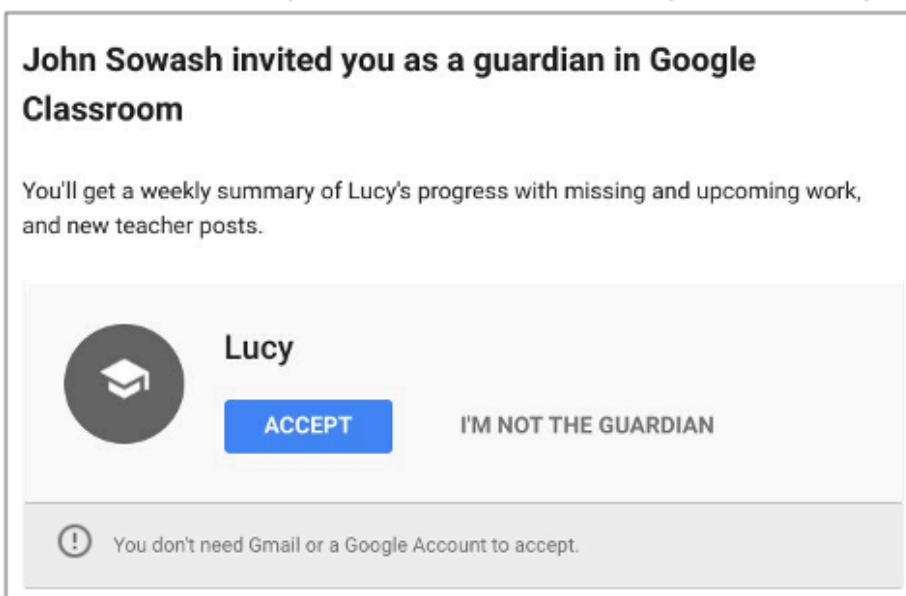 John Sowash invited you as a guardian in Google
Classroom
You'll get a weekly summary of Lucy's progress with missing and upcoming work,
and new teacher posts.
Lucy
ACCEPT I'M NOT THE GUARDIAN
You don't need Gmail or a Google Account to accept.